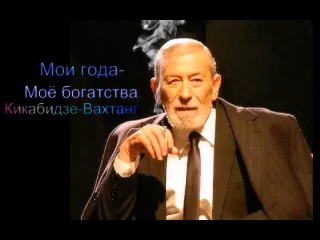 Мои года-
Моё богатства
Кикабидзе-Вахтанг